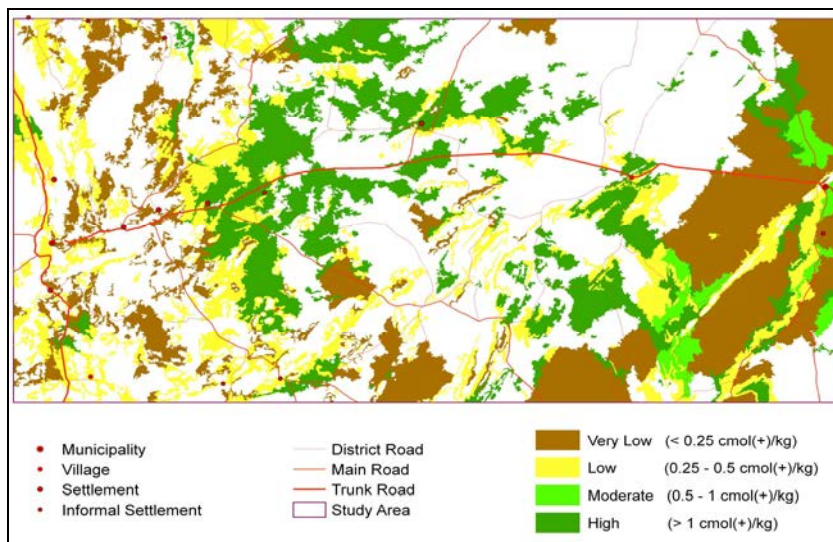 Municipality
Village
Settlement
Informal Settlement
District Road
Main Road
Trunk Road
Study Area
Very Low (< 0.25 cmol(+)/kg)
Low (0.25 - 0.5 cmol(+)/kg)
Moderate (0.5 - 1 cmol(+)/kg)
High (> 1 cmol(+)/kg)